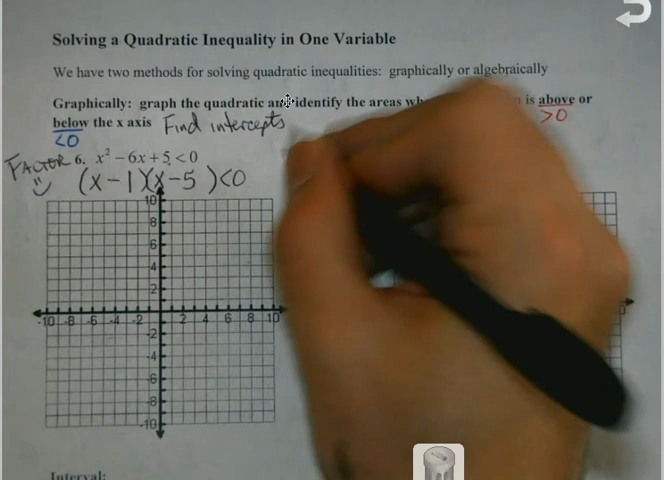 Solving a Quadratic Inequality in One Variable
We have two methods for solving quadratic inequalities: graphically or algebraically
Graphically: graph the quadratic and identify the areas is above or
below the x axis Find intercepts >0
<0
FACTOR 6. x² – 6x + 5 < 0
(x – 1)(x – 5) < 0
10
8
6
4
2
-10 -8 -6 -4 -2 2 4 6 8 10
-2
-4
-6
-8
-10
Interval: